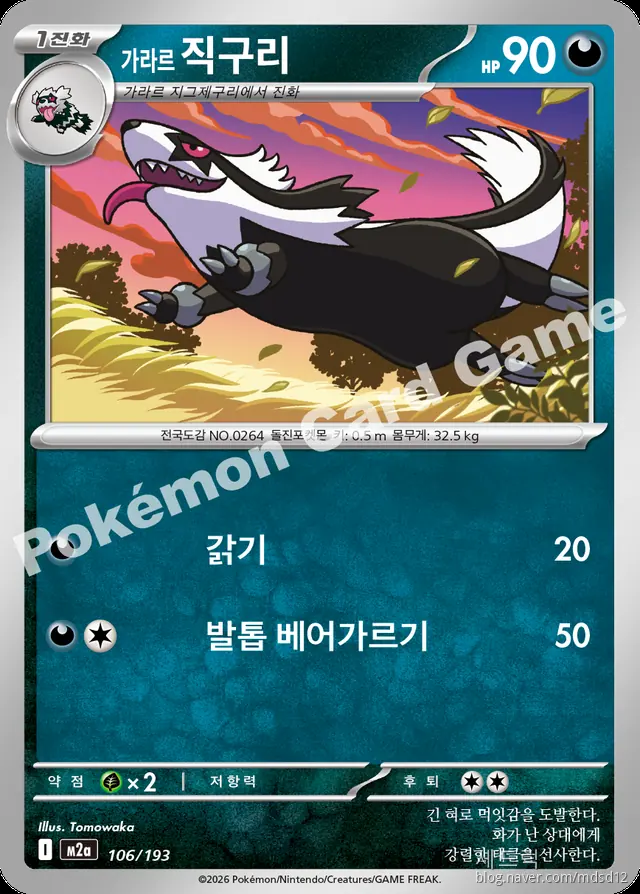 1진화
가라르 직구리
HP 90
가라르 지그제구리에서 진화
전국도감 NO.0264 돌진포켓몬 키: 0.5 m 몸무게: 32.5 kg
Pokémon Card Game
갉기 20
발톱 베어가르기 50
약점 ×2 저항력 후퇴
Illus. Tomowaka
긴 혀로 먹잇감을 도발한다.
화가 난 상대에게
강렬한 태클을 선사한다.
I m2a 106/193
©2026 Pokémon/Nintendo/Creatures/GAME FREAK.
blog.naver.com/mdsd12